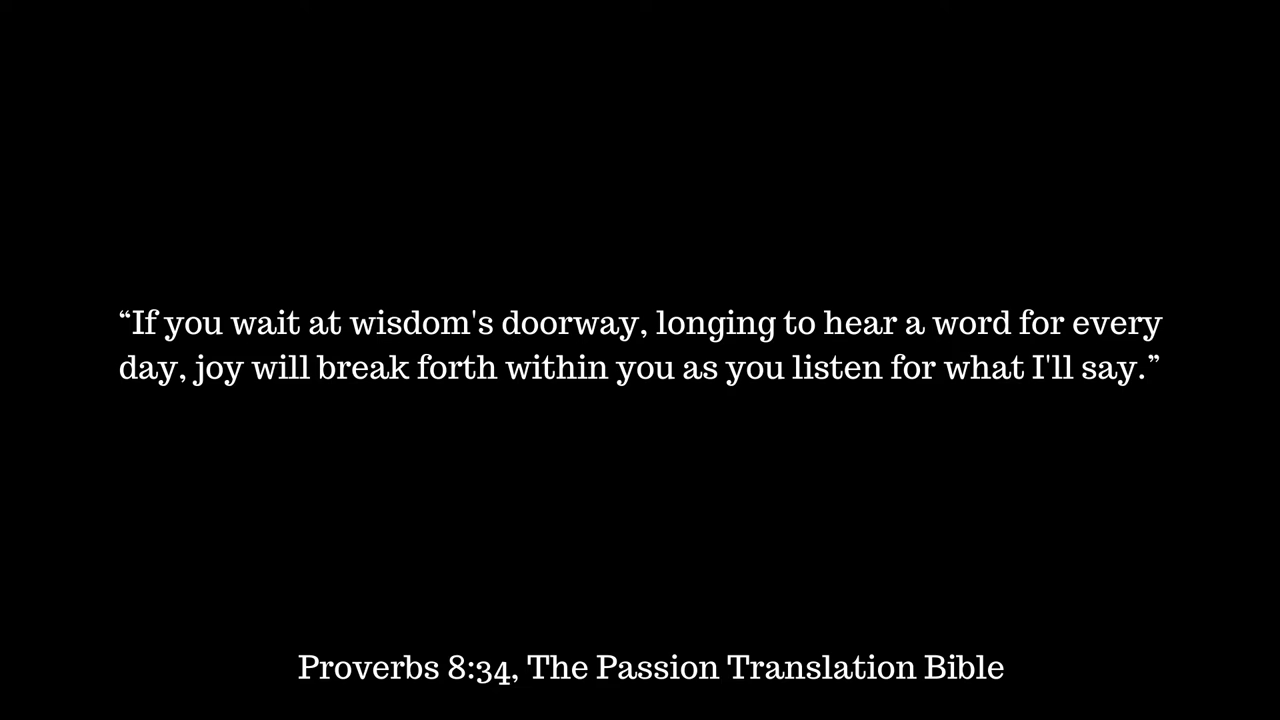 “If you wait at wisdom's doorway, longing to hear a word for every
day, joy will break forth within you as you listen for what I'll say.”
Proverbs 8:34, The Passion Translation Bible